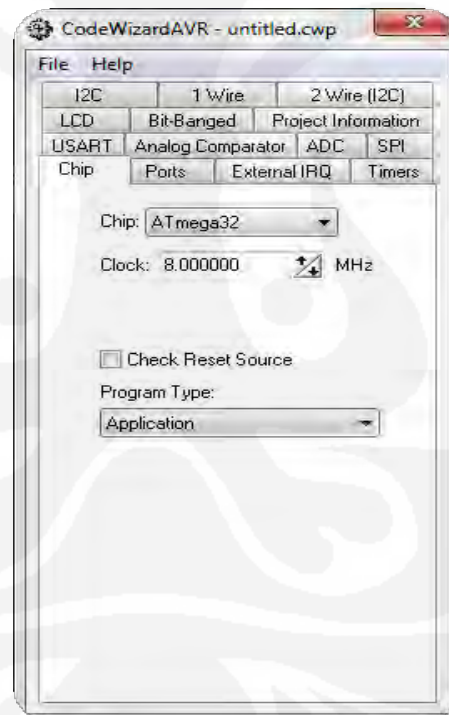 CodeWizardAVR - untitled.cwp
File Help
I2C 1 Wire 2 Wire (I2C)
LCD Bit-Banged Project Information
USART Analog Comparator ADC SPI
Chip Ports External IRQ Timers
Chip: ATmega32
Clock: 8.000000 MHz
Check Reset Source
Program Type:
Application